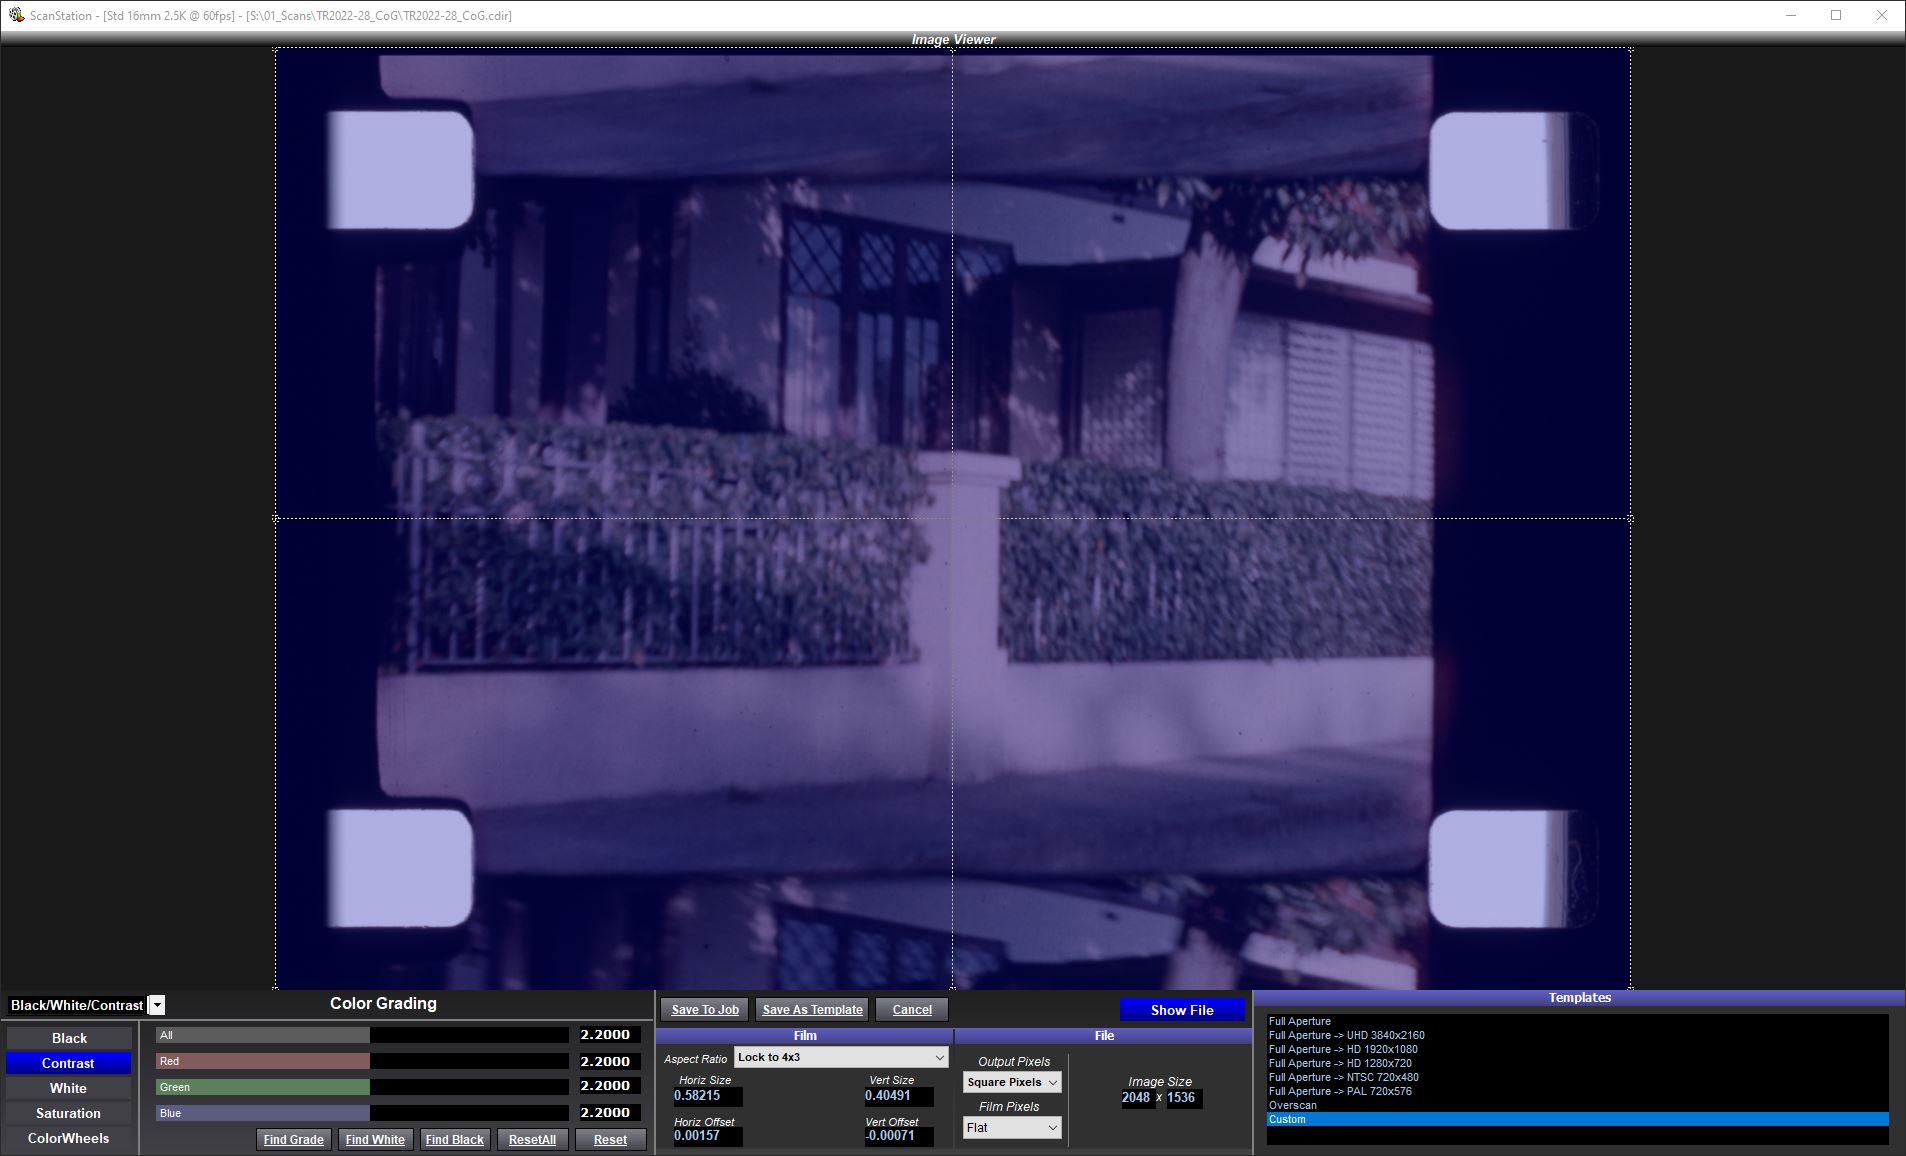 ScanStation - [Std 16mm 2.5K @ 60fps] - [S:\01_Scans\TR2022-28_CoG\TR2022-28_CoG.cdir]
Image Viewer
Black/White/Contrast
Color Grading
Black
Contrast
White
Saturation
ColorWheels
All 2.2000
Red 2.2000
Green 2.2000
Blue 2.2000
Find Grade Find White Find Black ResetAll Reset
Save To Job Save As Template Cancel Show File
Film
Aspect Ratio Lock to 4x3
Horiz Size Vert Size
0.58215 0.40491
Horiz Offset Vert Offset
0.00157 -0.00071
File
Output Pixels
Square Pixels
Film Pixels
Flat
Image Size
2048 x 1536
Templates
Full Aperture
Full Aperture -> UHD 3840x2160
Full Aperture -> HD 1920x1080
Full Aperture -> HD 1280x720
Full Aperture -> NTSC 720x480
Full Aperture -> PAL 720x576
Overscan
Custom